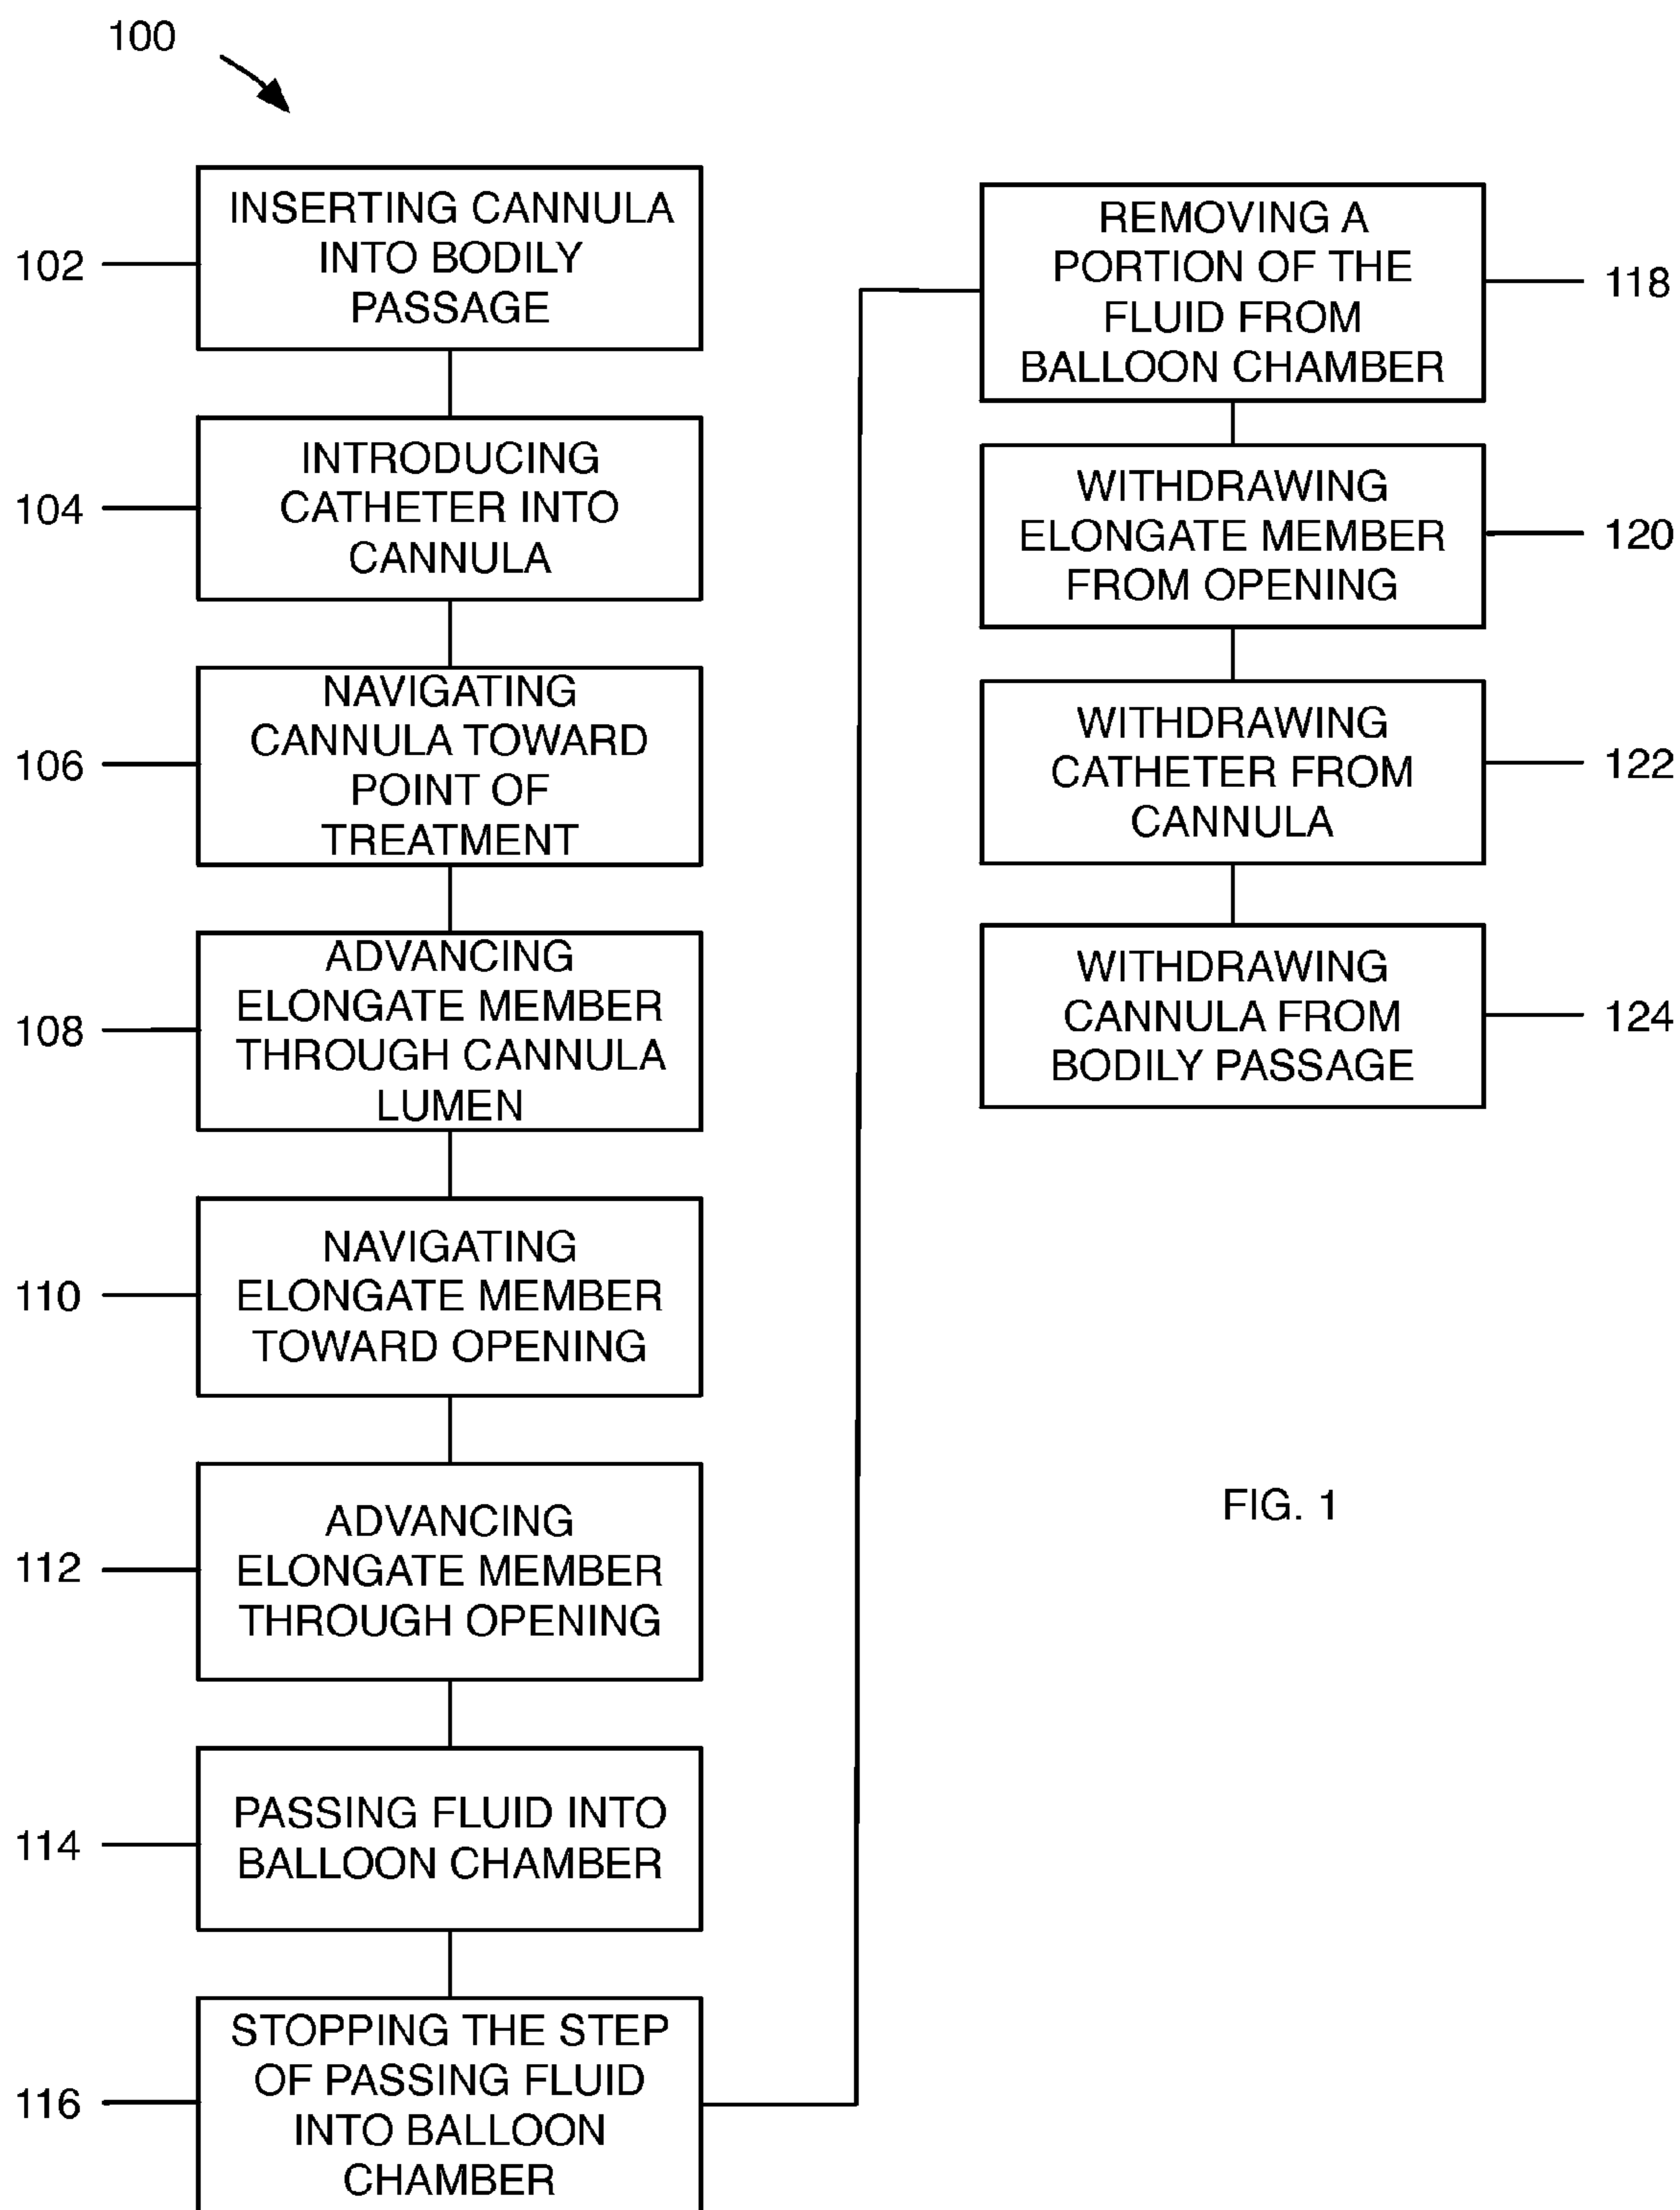 100
102
INSERTING CANNULA
INTO BODILY
PASSAGE
104
INTRODUCING
CATHETER INTO
CANNULA
106
NAVIGATING
CANNULA TOWARD
POINT OF
TREATMENT
108
ADVANCING
ELONGATE MEMBER
THROUGH CANNULA
LUMEN
110
NAVIGATING
ELONGATE MEMBER
TOWARD OPENING
112
ADVANCING
ELONGATE MEMBER
THROUGH OPENING
114
PASSING FLUID INTO
BALLOON CHAMBER
116
STOPPING THE STEP
OF PASSING FLUID
INTO BALLOON
CHAMBER
REMOVING A
PORTION OF THE
FLUID FROM
BALLOON CHAMBER
118
WITHDRAWING
ELONGATE MEMBER
FROM OPENING
120
WITHDRAWING
CATHETER FROM
CANNULA
122
WITHDRAWING
CANNULA FROM
BODILY PASSAGE
124
FIG. 1